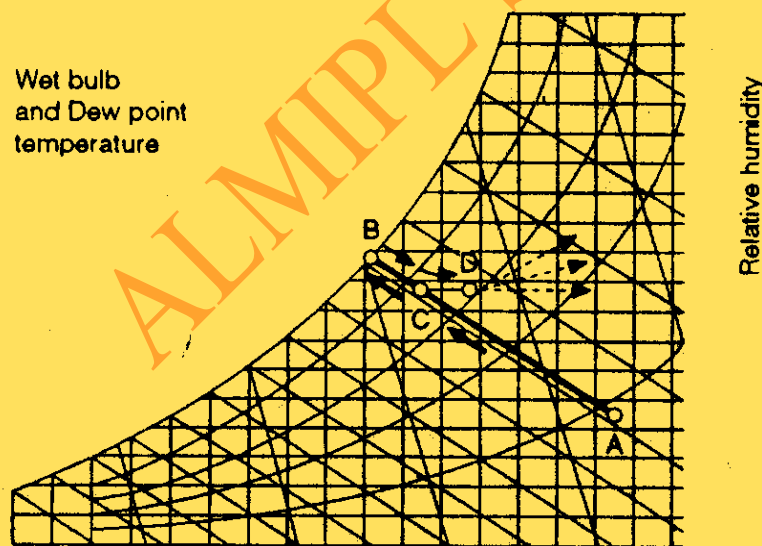 Wet bulb
and Dew point
temperature
Relative humidity
ALMIPL
B
D
C
A